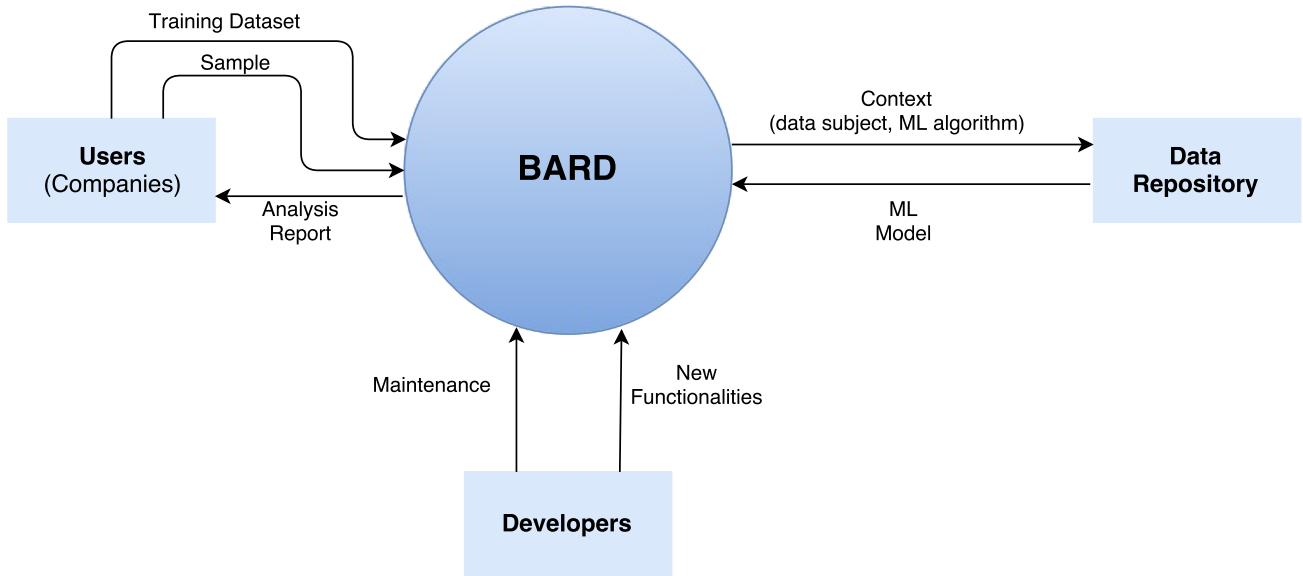 Training Dataset
Sample
Users
(Companies)
Analysis
Report
BARD
Context
(data subject, ML algorithm)
ML
Model
Data
Repository
Maintenance
New
Functionalities
Developers